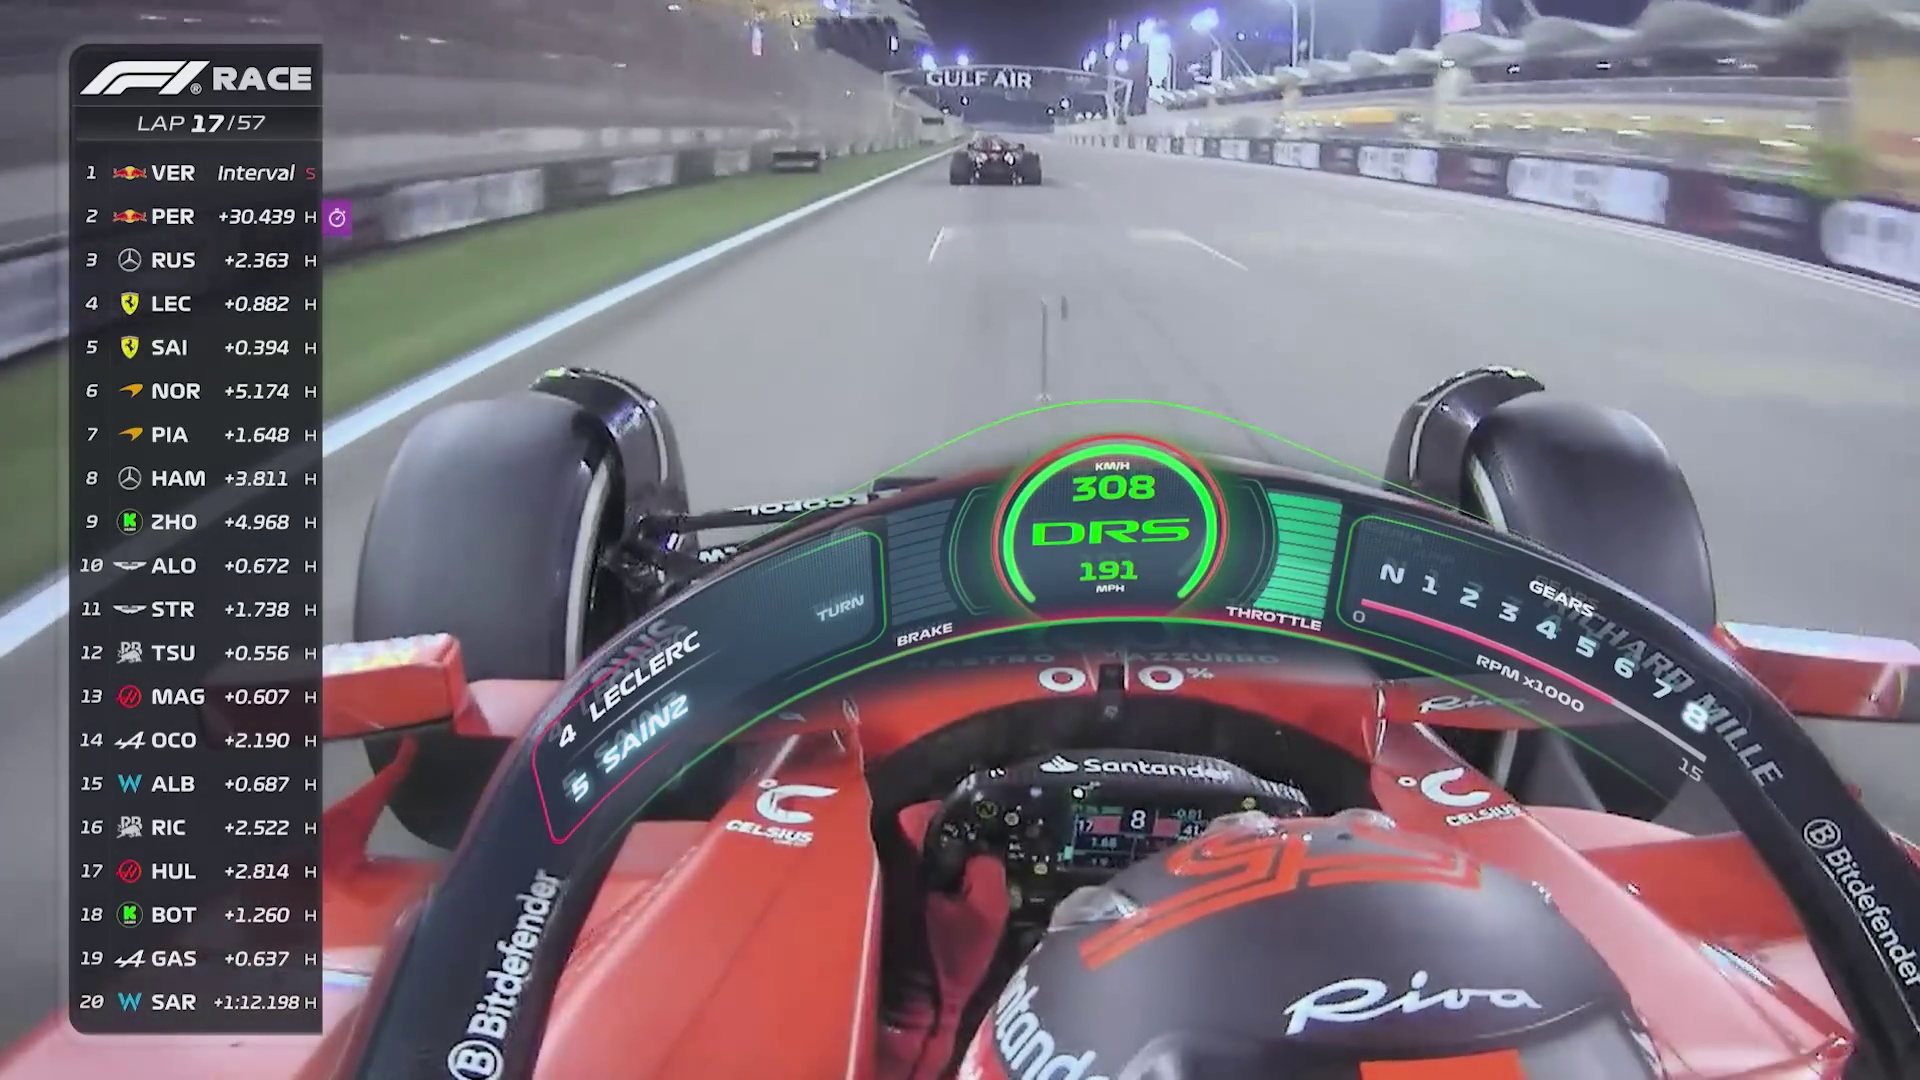 F1® RACE
LAP 17/57
1 VER Interval S
2 PER +30.439 H
3 RUS +2.363 H
4 LEC +0.882 H
5 SAI +0.394 H
6 NOR +5.174 H
7 PIA +1.648 H
8 HAM +3.811 H
9 ZHO +4.968 H
10 ALO +0.672 H
11 STR +1.738 H
12 TSU +0.556 H
13 MAG +0.607 H
14 OCO +2.190 H
15 ALB +0.687 H
16 RIC +2.522 H
17 HUL +2.814 H
18 BOT +1.260 H
19 GAS +0.637 H
20 SAR +1:12.198 H
GULF AIR
KM/H
308
DRS
191
MPH
TURN
BRAKE
THROTTLE
4 LECLERC
5 SAINZ
N 1 2 3 4 5 6 7 8
GEARS
0
RPM x1000
15
RICHARD MILLE
Riva
Santander
8
17
CELSIUS
CELSIUS
Bitdefender
Bitdefender
Riva